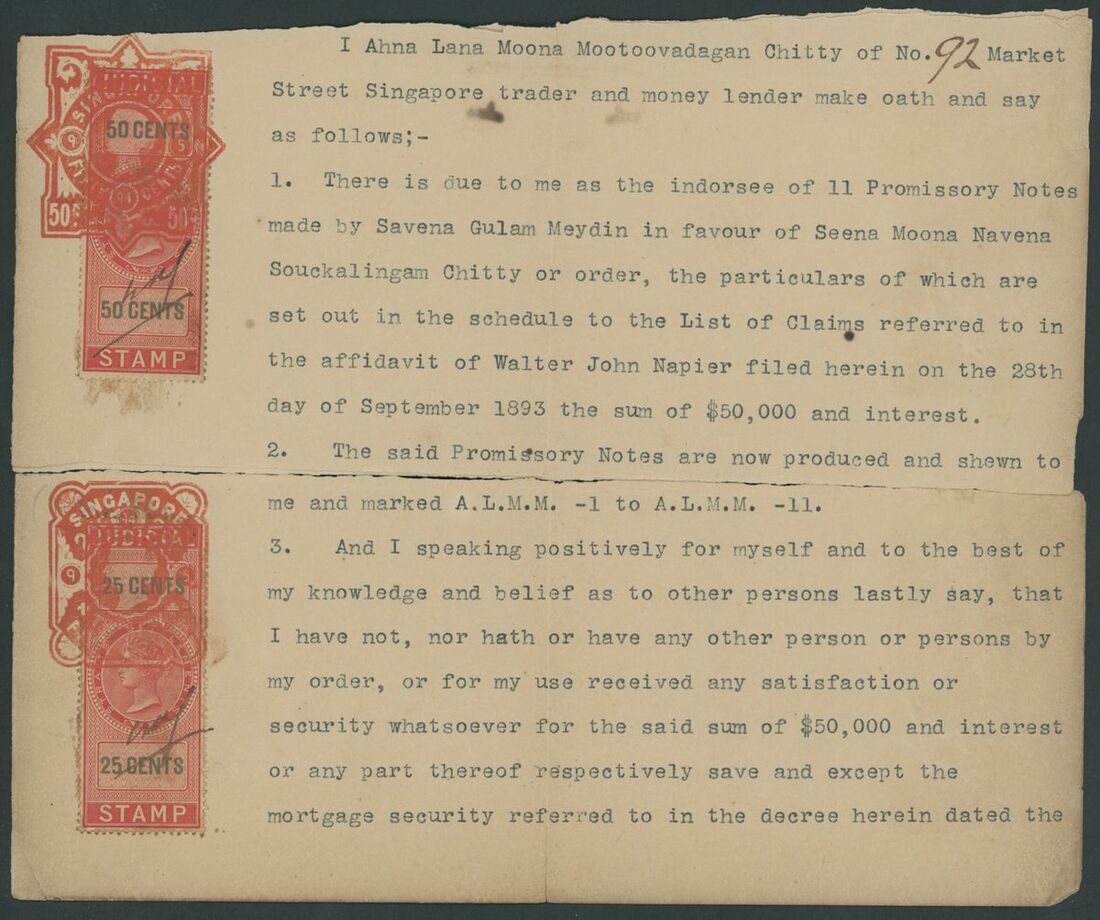 I Ahna Lana Moona Mootoovadagan Chitty of No. 92 Market
Street Singapore trader and money lender make oath and say
as follows;-
1. There is due to me as the indorsee of 11 Promissory Notes
made by Savena Gulam Meydin in favour of Seena Moona Navena
Souckalingam Chitty or order, the particulars of which are
set out in the schedule to the List of Claims referred to in
the affidavit of Walter John Napier filed herein on the 28th
day of September 1893 the sum of $50,000 and interest.
2. The said Promissory Notes are now produced and shewn to
me and marked A.L.M.M. -1 to A.L.M.M. -11.
3. And I speaking positively for myself and to the best of
my knowledge and belief as to other persons lastly say, that
I have not, nor hath or have any other person or persons by
my order, or for my use received any satisfaction or
security whatsoever for the said sum of $50,000 and interest
or any part thereof respectively save and except the
mortgage security referred to in the decree herein dated the
JUDICIAL
SINGAPORE
50 CENTS
50
50
50 CENTS
STAMP
SINGAPORE
JUDICIAL
25 CENTS
25 CENTS
STAMP